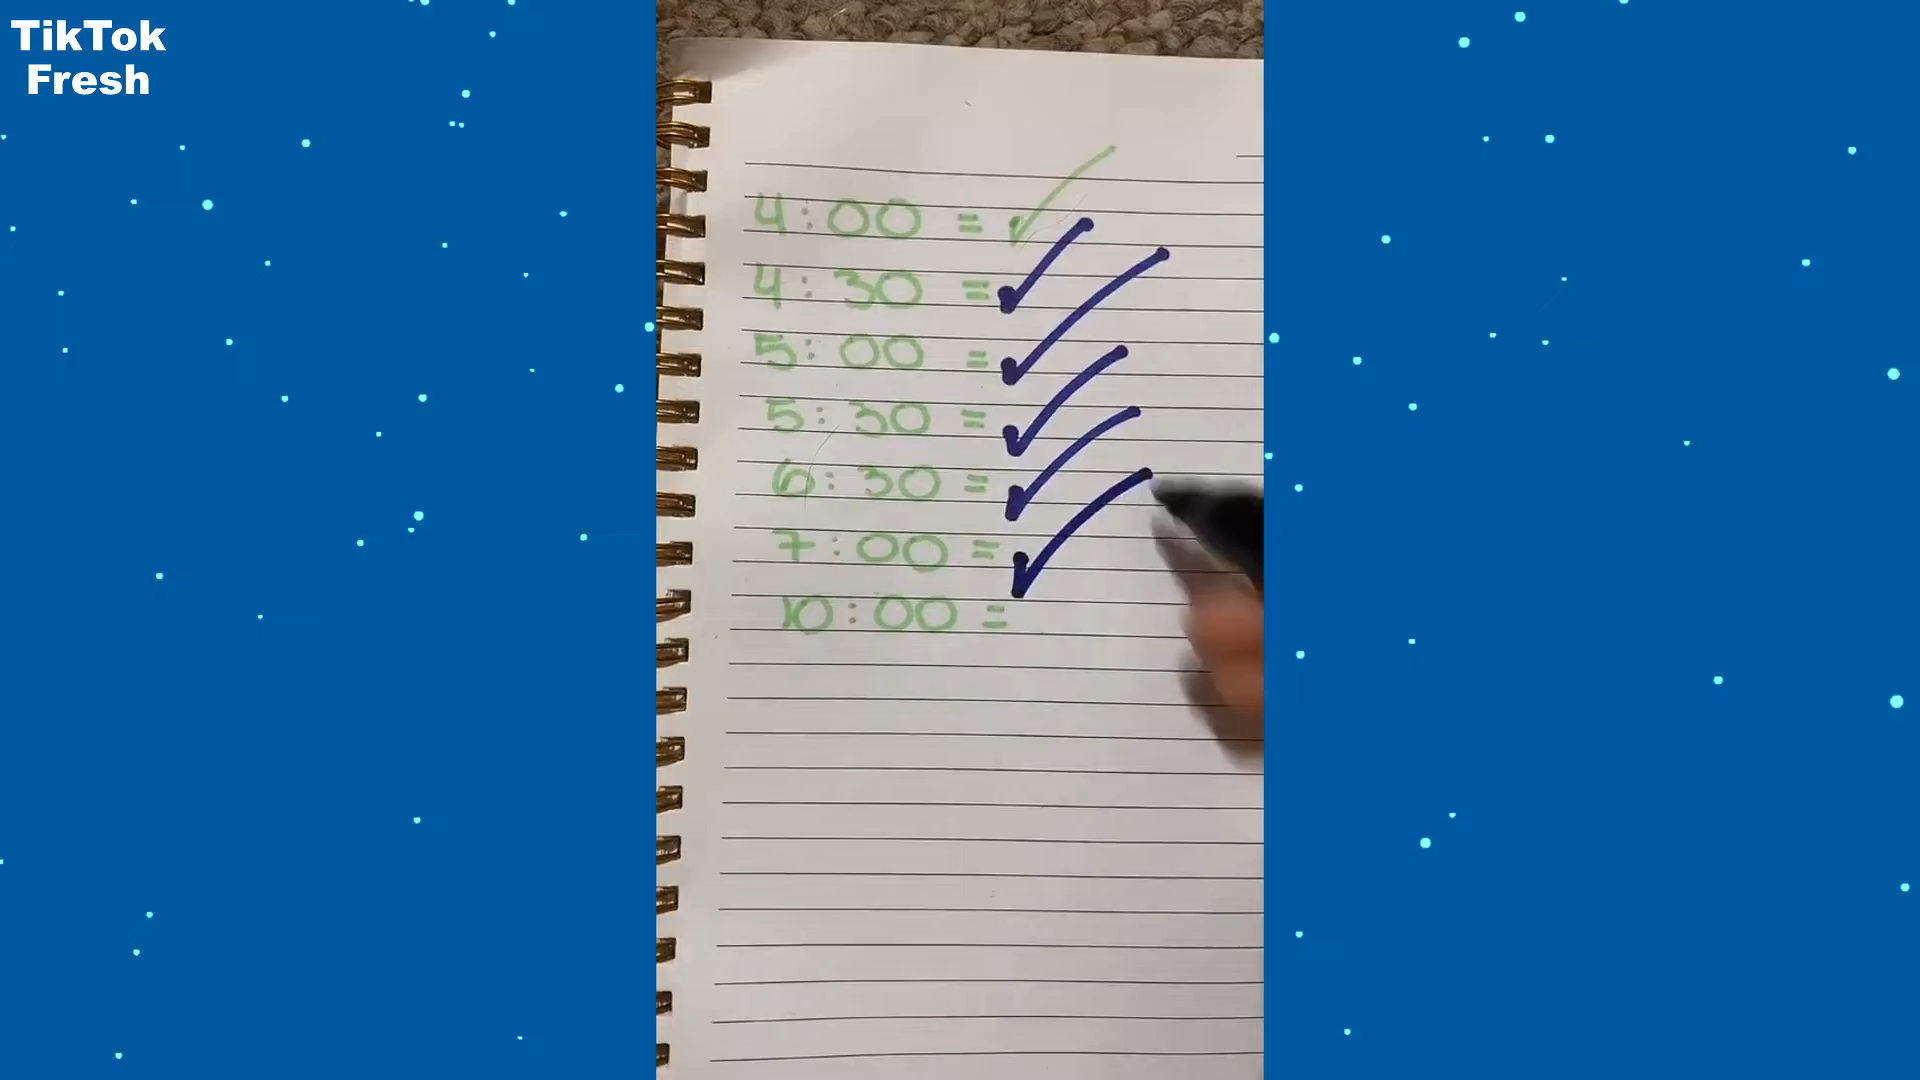 TikTok
Fresh
4:00 = ✓
4:30 = ✓
5:00 = ✓
5:30 = ✓
6:30 = ✓
7:00 = ✓
10:00 =